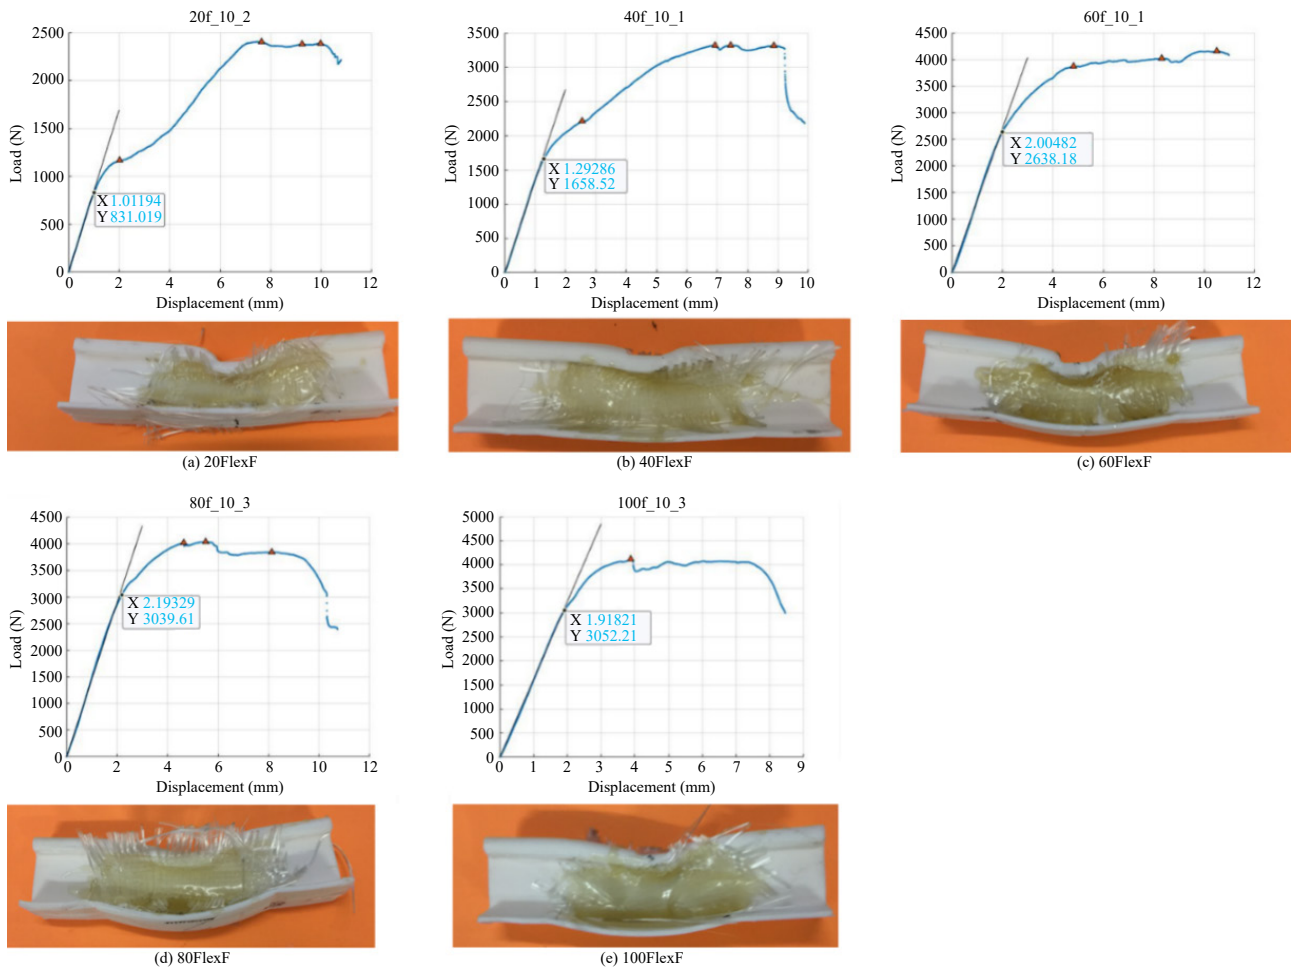 20f_10_2
2500
2000
1500
1000
500
0
Load (N)
X 1.01194
Y 831.019
0 2 4 6 8 10 12
Displacement (mm)
(a) 20FlexF
40f_10_1
3500
3000
2500
2000
1500
1000
500
0
Load (N)
X 1.29286
Y 1658.52
0 1 2 3 4 5 6 7 8 9 10
Displacement (mm)
(b) 40FlexF
60f_10_1
4500
4000
3500
3000
2500
2000
1500
1000
500
0
Load (N)
X 2.00482
Y 2638.18
0 2 4 6 8 10 12
Displacement (mm)
(c) 60FlexF
80f_10_3
4500
4000
3500
3000
2500
2000
1500
1000
500
0
Load (N)
X 2.19329
Y 3039.61
0 2 4 6 8 10 12
Displacement (mm)
(d) 80FlexF
100f_10_3
5000
4500
4000
3500
3000
2500
2000
1500
1000
500
0
Load (N)
X 1.91821
Y 3052.21
0 1 2 3 4 5 6 7 8 9
Displacement (mm)
(e) 100FlexF